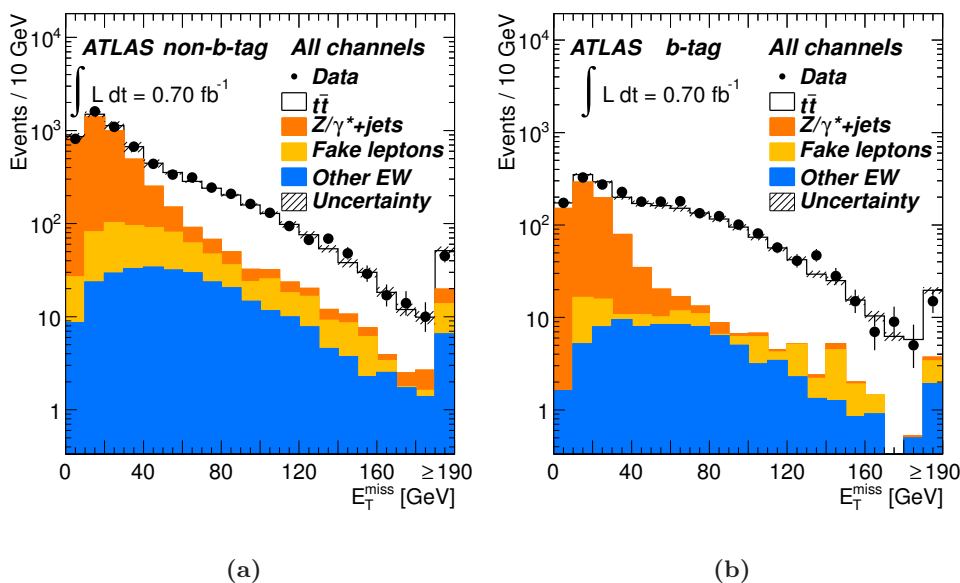 Events / 10 GeV
10⁴
10³
10²
10
1
ATLAS non-b-tag
∫ L dt = 0.70 fb⁻¹
All channels
Data
tt̄
Z/γ*+jets
Fake leptons
Other EW
Uncertainty
0 40 80 120 160 ≥190
E_T^miss [GeV]
(a)
Events / 10 GeV
10⁴
10³
10²
10
1
ATLAS b-tag
∫ L dt = 0.70 fb⁻¹
All channels
Data
tt̄
Z/γ*+jets
Fake leptons
Other EW
Uncertainty
0 40 80 120 160 ≥190
E_T^miss [GeV]
(b)